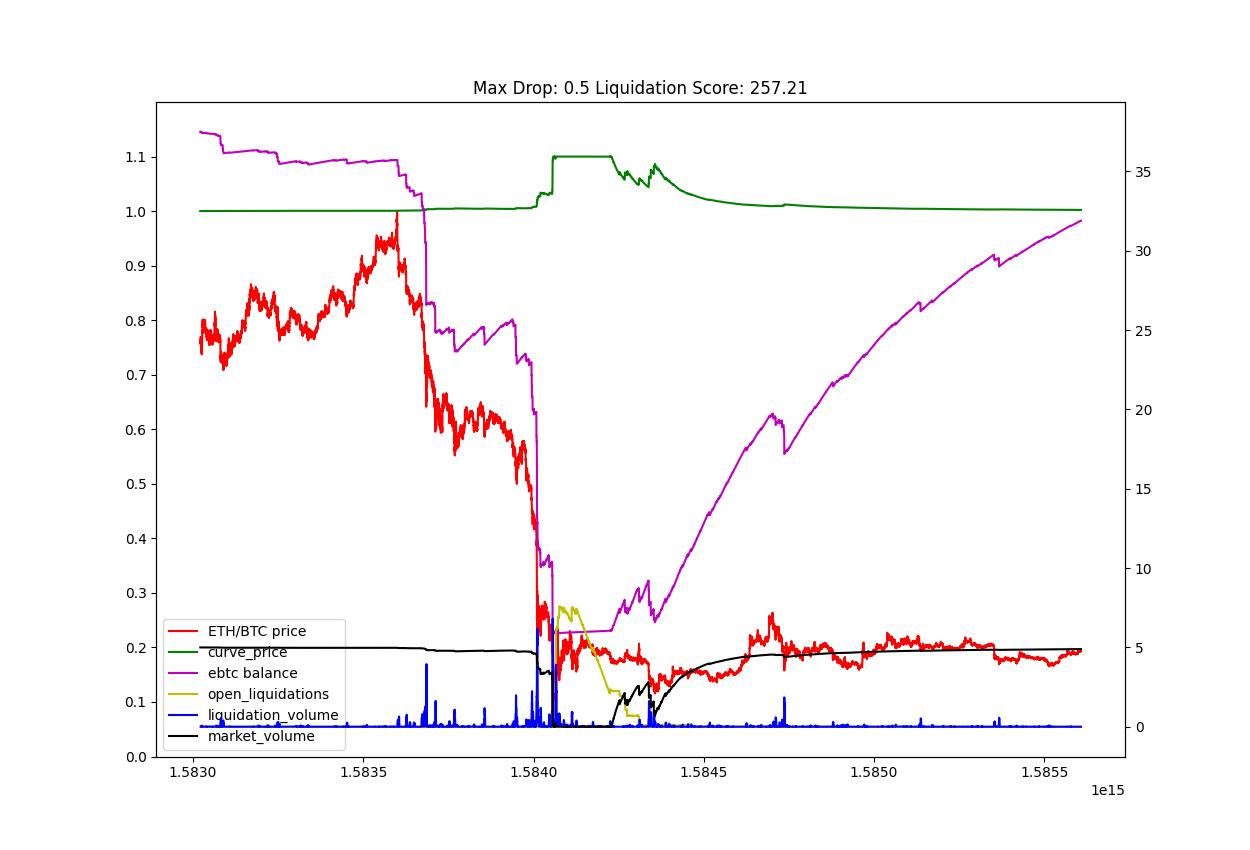 Max Drop: 0.5 Liquidation Score: 257.21
1.1
1.0
0.9
0.8
0.7
0.6
0.5
0.4
0.3
0.2
0.1
0.0
35
30
25
20
15
10
5
0
ETH/BTC price
curve_price
ebtc balance
open_liquidations
liquidation_volume
market_volume
1.5830 1.5835 1.5840 1.5845 1.5850 1.5855
1e15